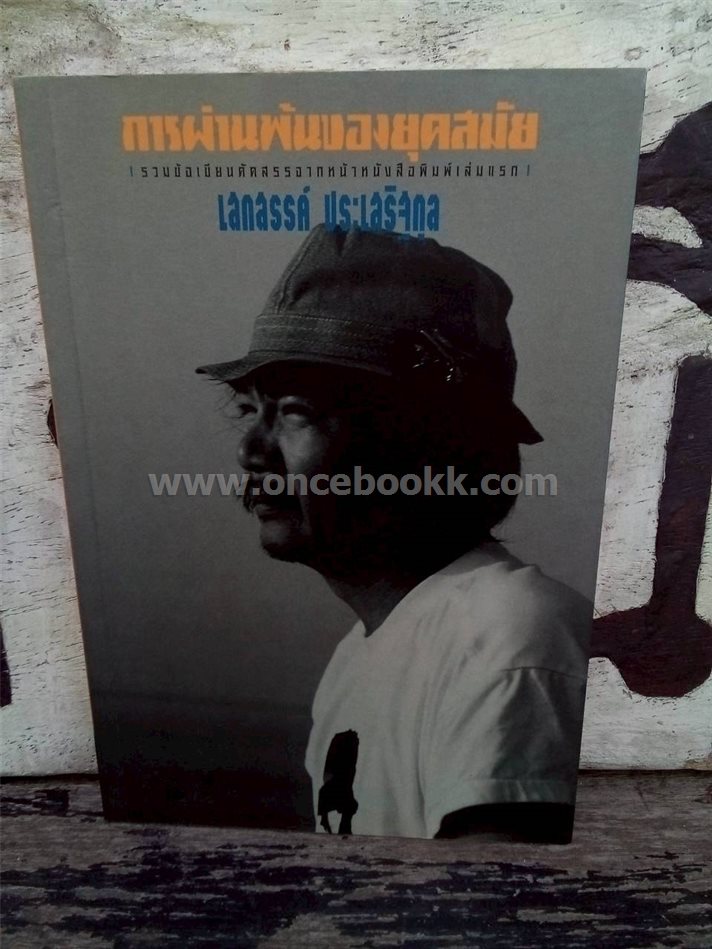 การผ่านพ้นของยุคสมัย
| รวมข้อเขียนคัดสรรจากหน้าหนังสือพิมพ์เล่มแรก |
เสกสรรค์ ประเสริฐกุล
www.oncebookk.com